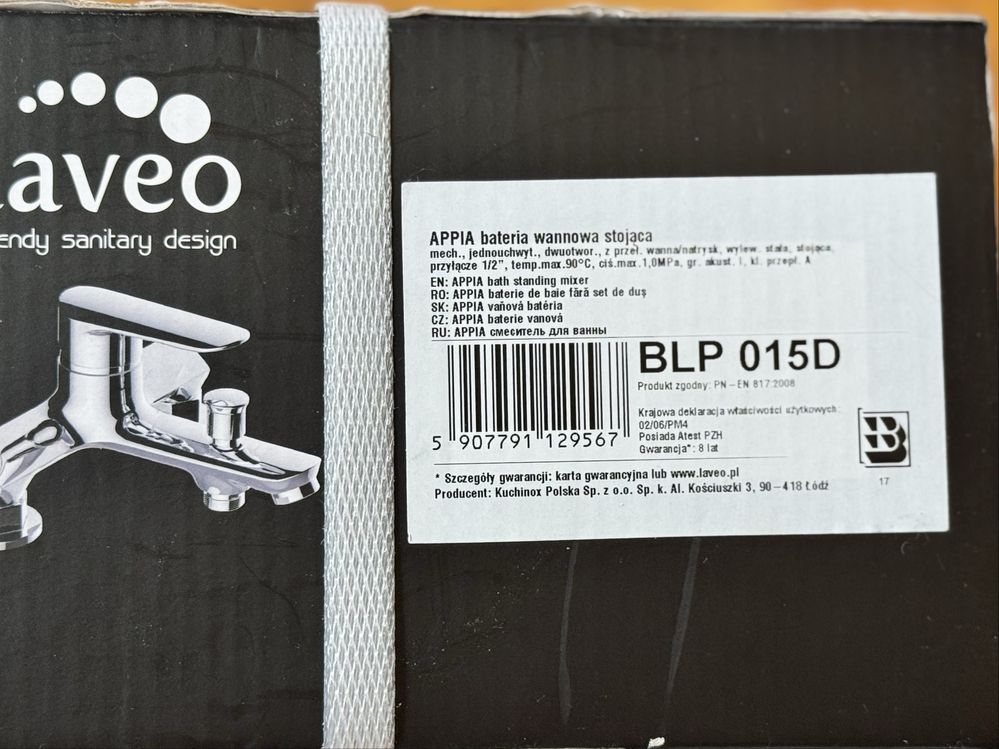 aveo
endy sanitary design
APPIA bateria wannowa stojąca
mech., jednouchwyt., dwuotwor., z przeł. wanna/natrysk, wylew. stała, stojąca,
przyłącze 1/2", temp.max.90°C, ciś.max.1,0MPa, gr. akust. I, kl. przepł. A
EN: APPIA bath standing mixer
RO: APPIA baterie de baie fără set de duş
SK: APPIA vaňová batéria
CZ: APPIA baterie vanová
RU: APPIA смеситель для ванны
BLP 015D
Produkt zgodny: PN-EN 817:2008
Krajowa deklaracja właściwości użytkowych:
02/06/PM4
Posiada Atest PZH
Gwarancja*: 8 lat
5 907791 129567
B
17
* Szczegóły gwarancji: karta gwarancyjna lub www.laveo.pl
Producent: Kuchinox Polska Sp. z o.o. Sp. k. Al. Kościuszki 3, 90-418 Łódź